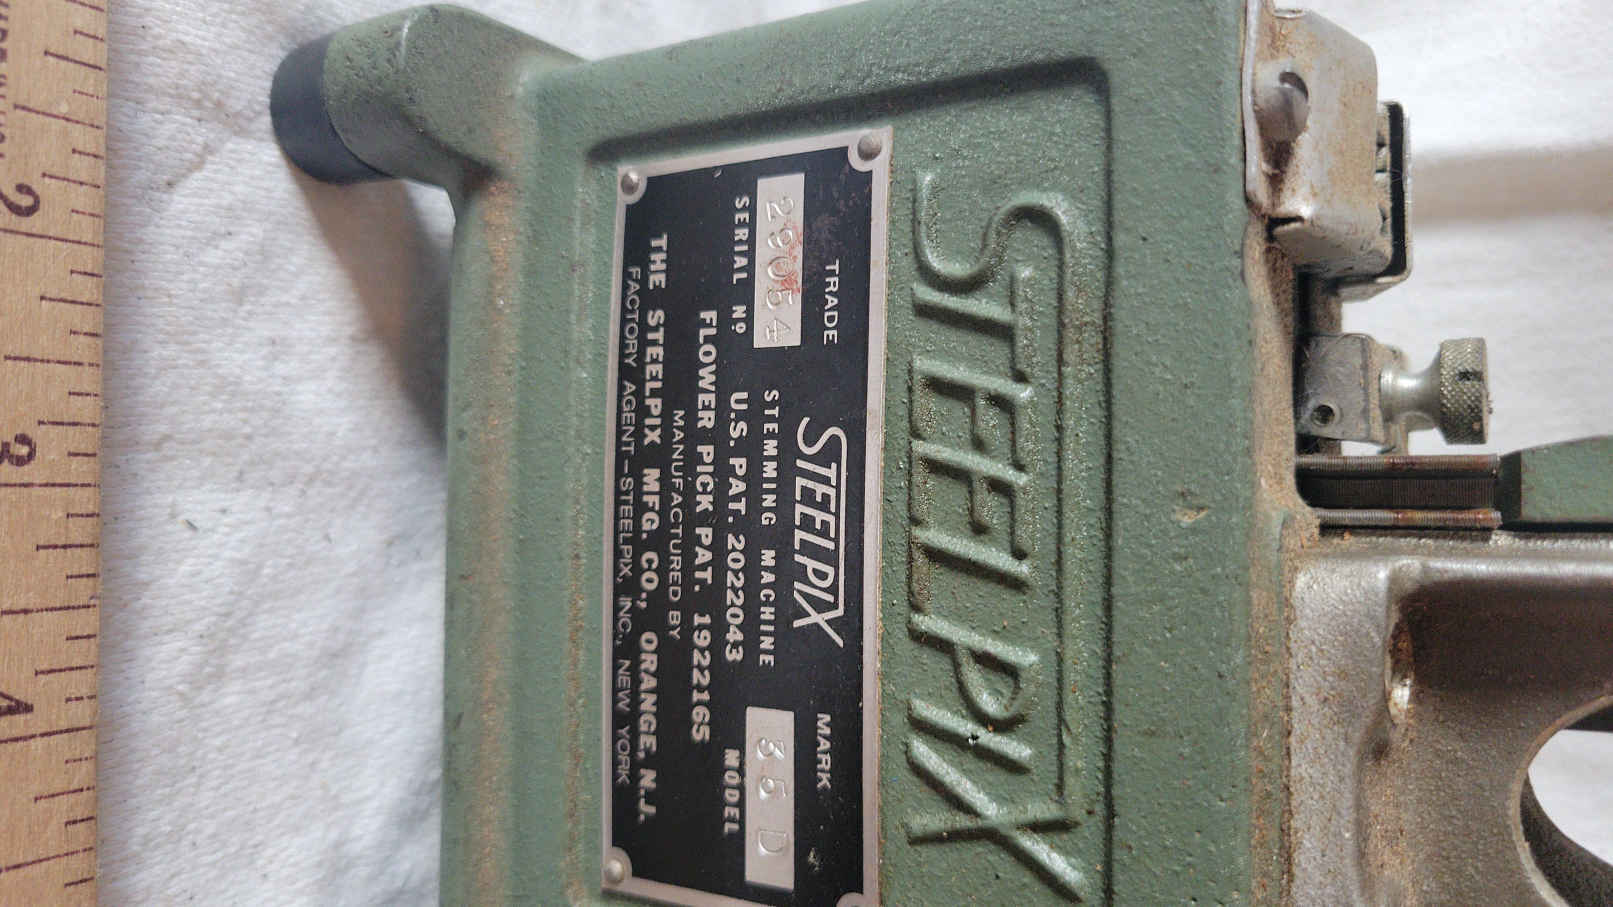 STEELPIX
TRADE STEELPIX MARK
29054 STEMMING MACHINE 35 D
SERIAL Nº U.S. PAT. 2022043 MODEL
FLOWER PICK PAT. 1922165
MANUFACTURED BY
THE STEELPIX MFG. CO., ORANGE, N.J.
FACTORY AGENT-STEELPIX, INC., NEW YORK
2
3
4